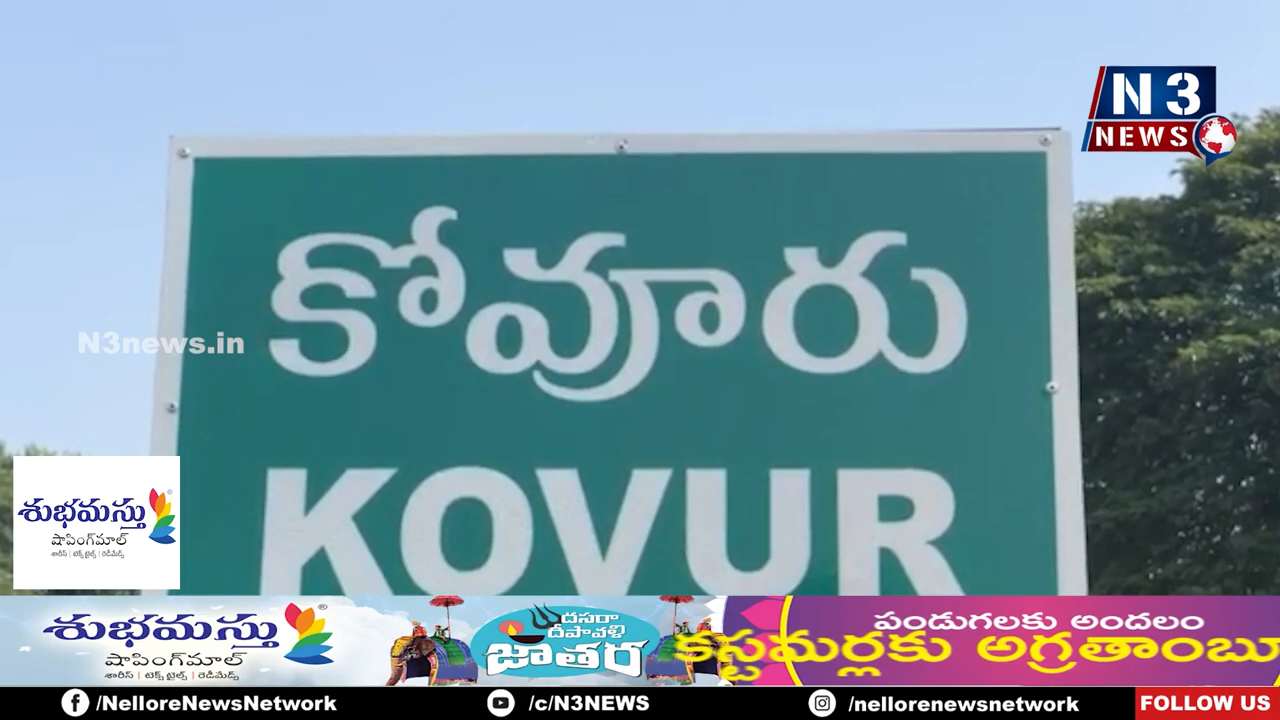 N3
NEWS
కోవూరు
N3news.in
KOVUR
శుభమస్తు
షాపింగ్‌మాల్
శారీస్ | టెక్స్‌టైల్స్ | రెడీమేడ్స్
శుభమస్తు
షాపింగ్‌మాల్
శారీస్ | టెక్స్‌టైల్స్ | రెడీమేడ్స్
దసరా
దీపావళి
జాతర
పండుగలకు అందలం
కస్టమర్లకు అగ్రతాంబూ
/NelloreNewsNetwork
/c/N3NEWS
/nellorenewsnetwork
FOLLOW US